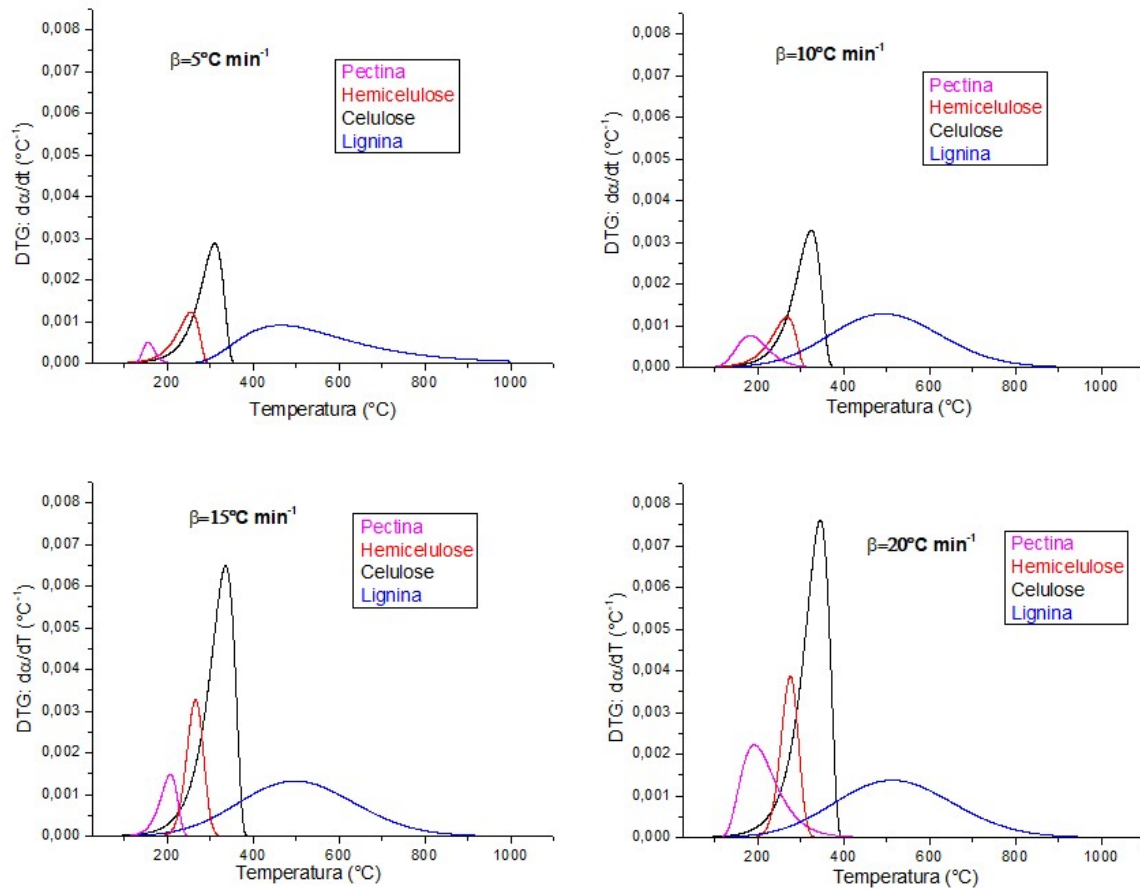 β=5°C min-1
Pectina
Hemicelulose
Celulose
Lignina
DTG: dα/dt (°C-1)
0,008
0,007
0,006
0,005
0,004
0,003
0,002
0,001
0,000
200 400 600 800 1000
Temperatura (°C)
β=10°C min-1
Pectina
Hemicelulose
Celulose
Lignina
DTG: dα/dt (°C-1)
0,008
0,007
0,006
0,005
0,004
0,003
0,002
0,001
0,000
200 400 600 800 1000
Temperatura (°C)
β=15°C min-1
Pectina
Hemicelulose
Celulose
Lignina
DTG: dα/dT (°C-1)
0,008
0,007
0,006
0,005
0,004
0,003
0,002
0,001
0,000
200 400 600 800 1000
Temperatura (°C)
β=20°C min-1
Pectina
Hemicelulose
Celulose
Lignina
DTG: dα/dT (°C-1)
0,008
0,007
0,006
0,005
0,004
0,003
0,002
0,001
0,000
200 400 600 800 1000
Temperatura (°C)